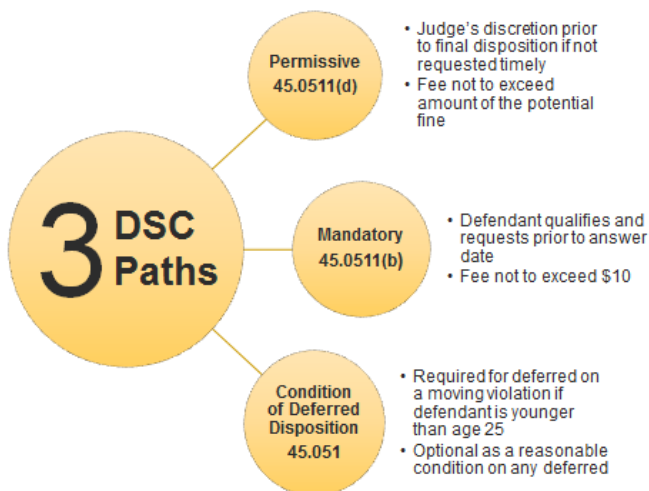 Permissive
45.0511(d)
• Judge's discretion prior
to final disposition if not
requested timely
• Fee not to exceed
amount of the potential
fine
3 DSC
Paths
Mandatory
45.0511(b)
• Defendant qualifies and
requests prior to answer
date
• Fee not to exceed $10
Condition
of Deferred
Disposition
45.051
• Required for deferred on
a moving violation if
defendant is younger
than age 25
• Optional as a reasonable
condition on any deferred